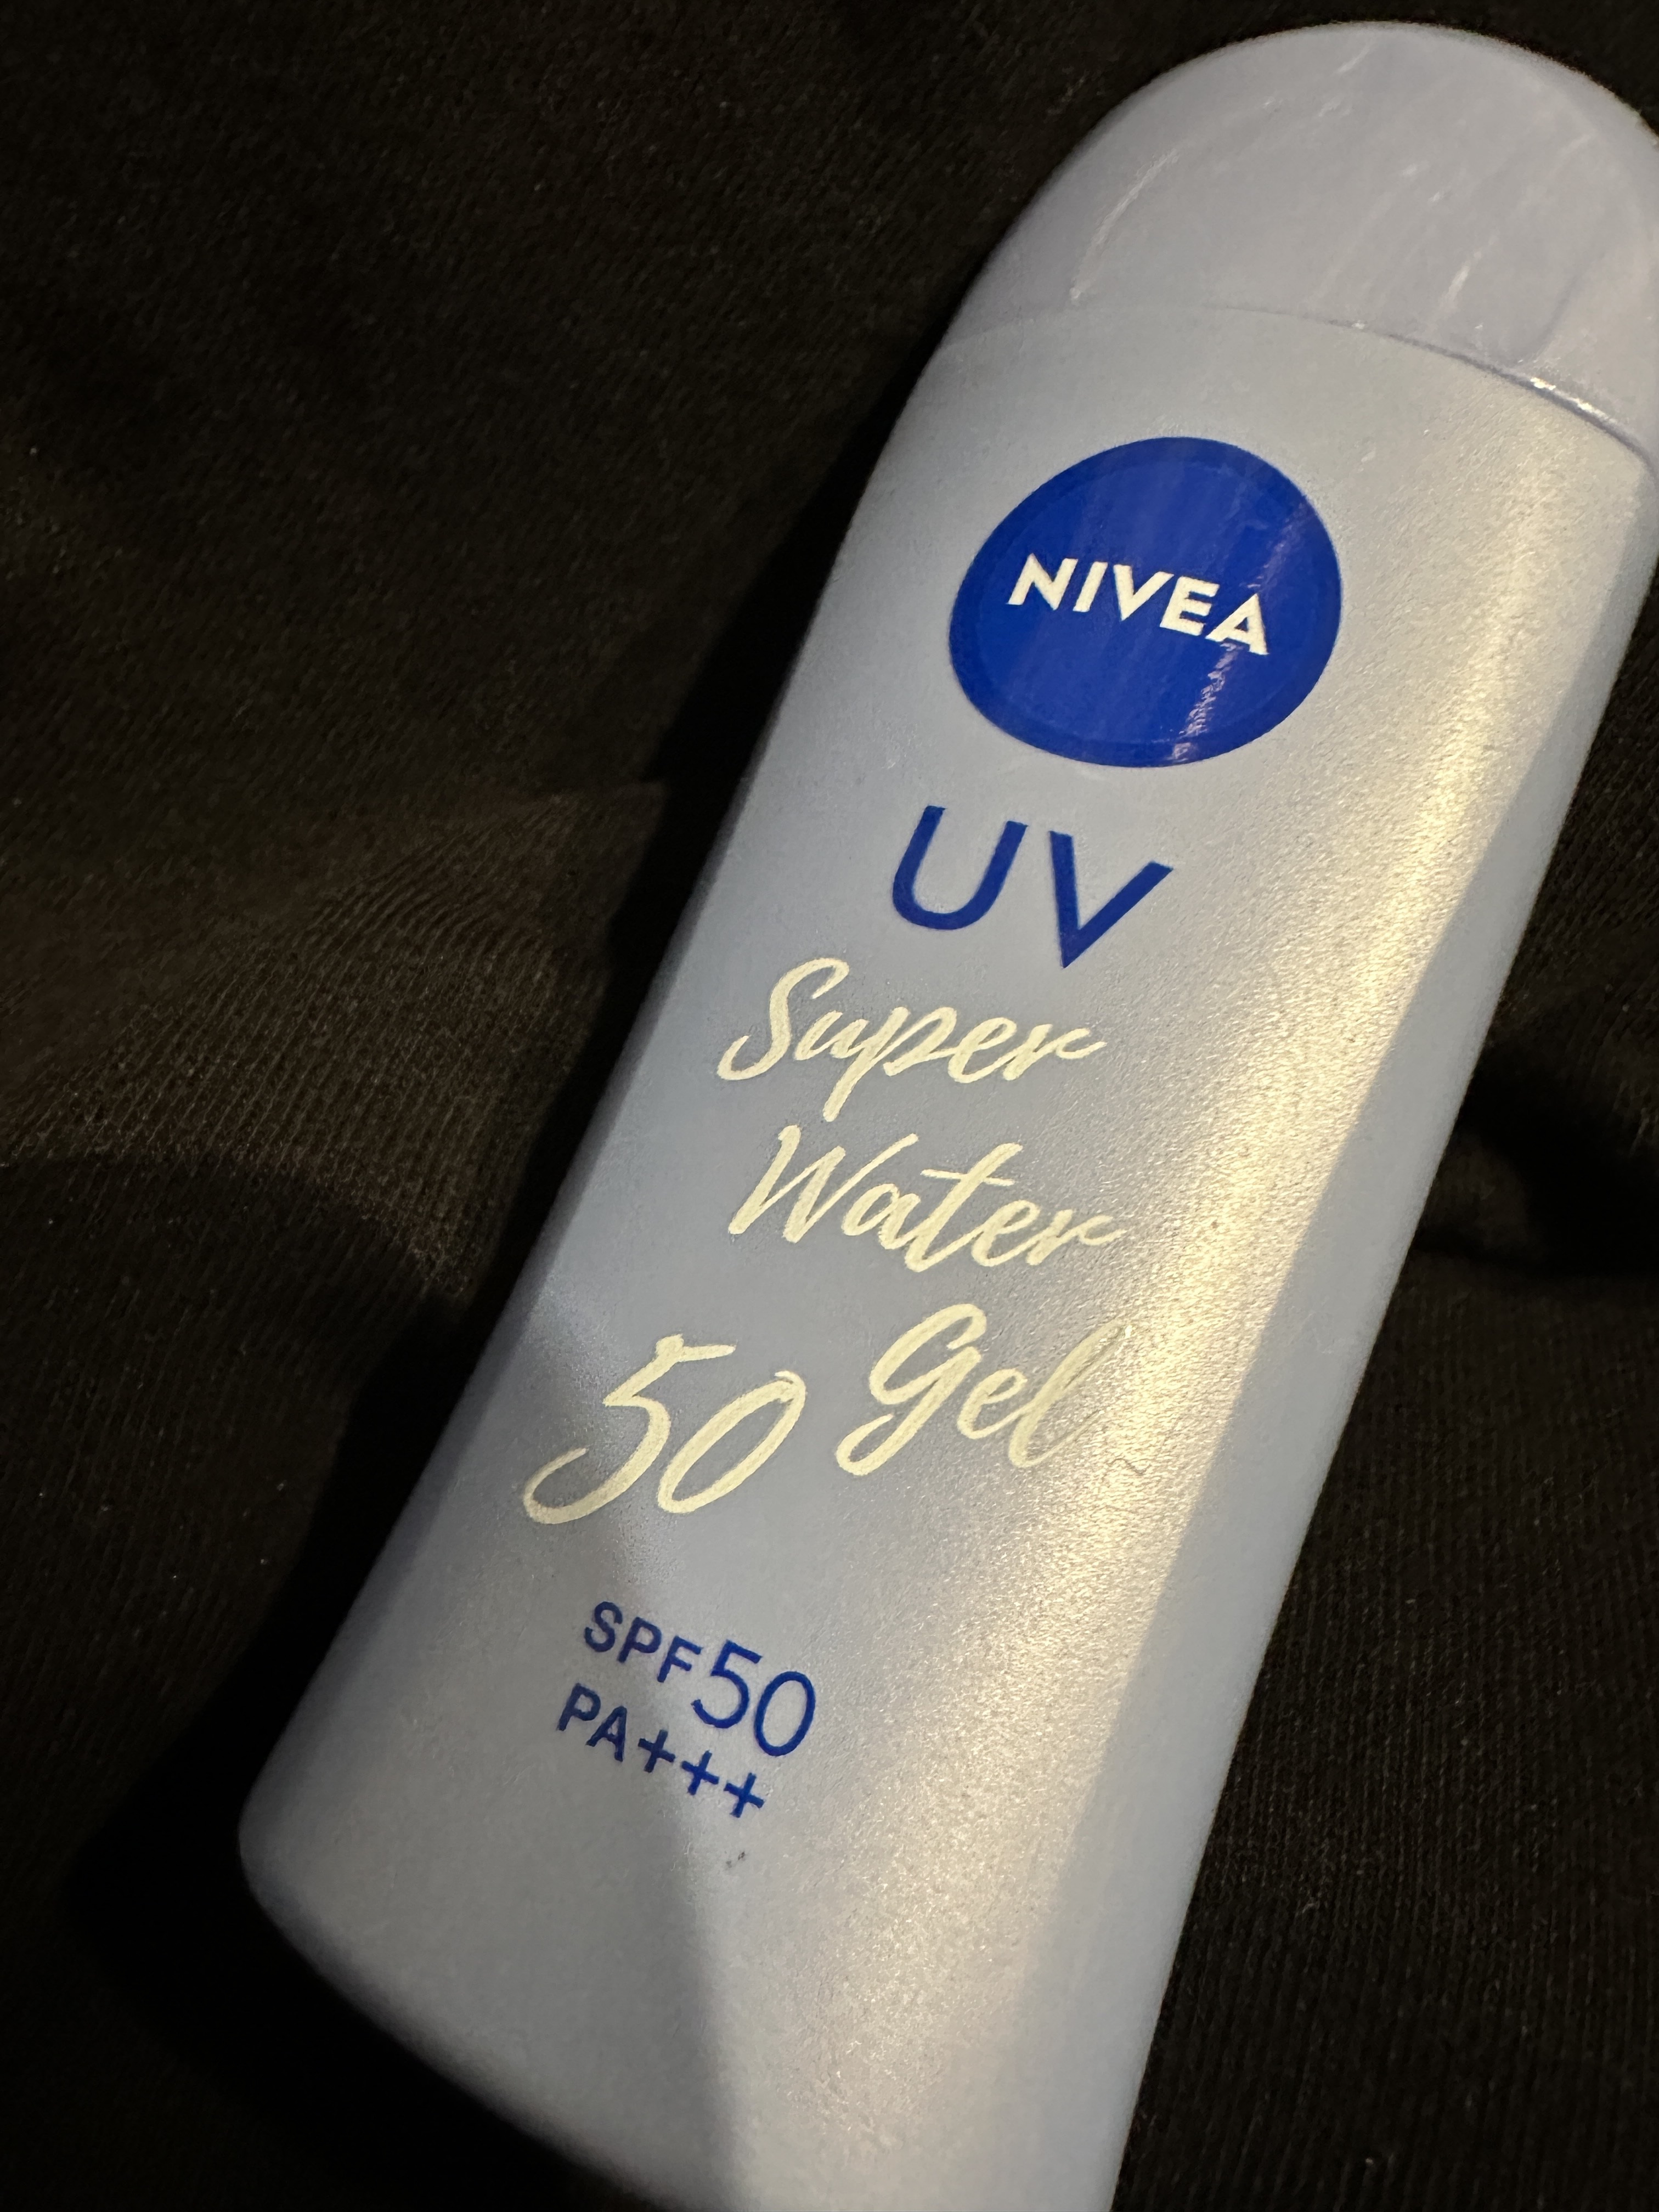 NIVEA
UV
Super
Water
50 Gel
SPF50
PA+++